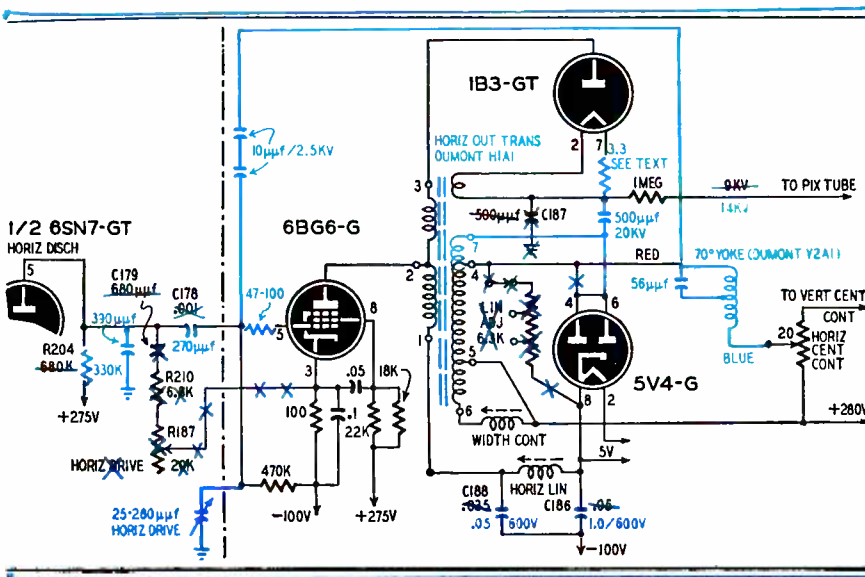 1B3-GT
2
7
3.3
SEE TEXT
HORIZ OUT TRANS
DUMONT H1A1
10µµf/2.5KV
3
1MEG
9KV
14KV
TO PIX TUBE
1/2 6SN7-GT
HORIZ DISCH
6BG6-G
500µµf
C187
500µµf
20KV
5
C179
680µµf
C178
.001
2
7
4
RED
70° YOKE (DUMONT Y2A1)
8
47-100
5
LIN
ADJ
6.3K
4
6
56µµf
TO VERT CENT
CONT
330µµf
270µµf
20
HORIZ
CENT
CONT
R204
680K
330K
R210
6.8K
3
.05
18K
1
5
BLUE
5V4-G
+275V
100
.1
22K
6
8
2
+280V
R187
20K
HORIZ DRIVE
WIDTH CONT
5V
470K
HORIZ LIN
25-280µµf
HORIZ DRIVE
-100V
+275V
C188
.035
.05 600V
C186
.05
1.0/600V
-100V